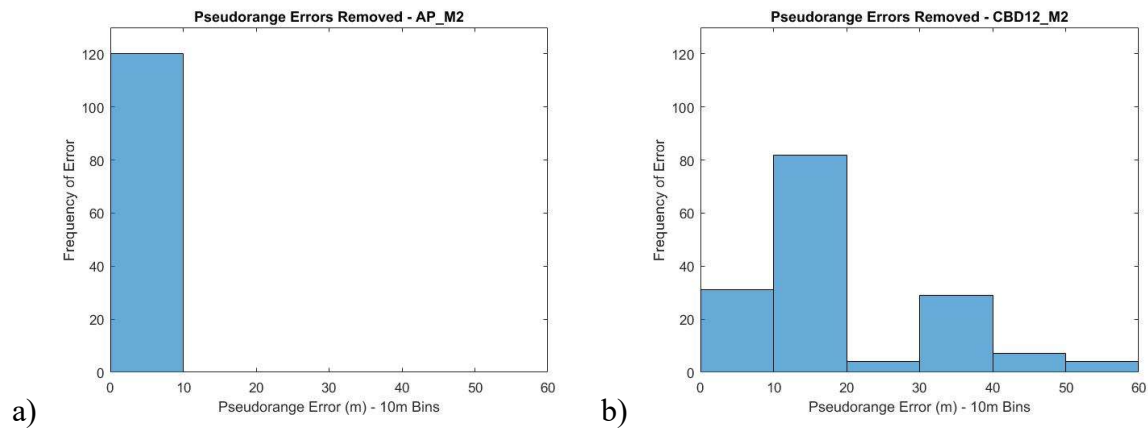 Pseudorange Errors Removed - AP_M2
120
100
80
60
40
20
0
Frequency of Error
0 10 20 30 40 50 60
Pseudorange Error (m) - 10m Bins
a)
Pseudorange Errors Removed - CBD12_M2
120
100
80
60
40
20
0
Frequency of Error
0 10 20 30 40 50 60
Pseudorange Error (m) - 10m Bins
b)